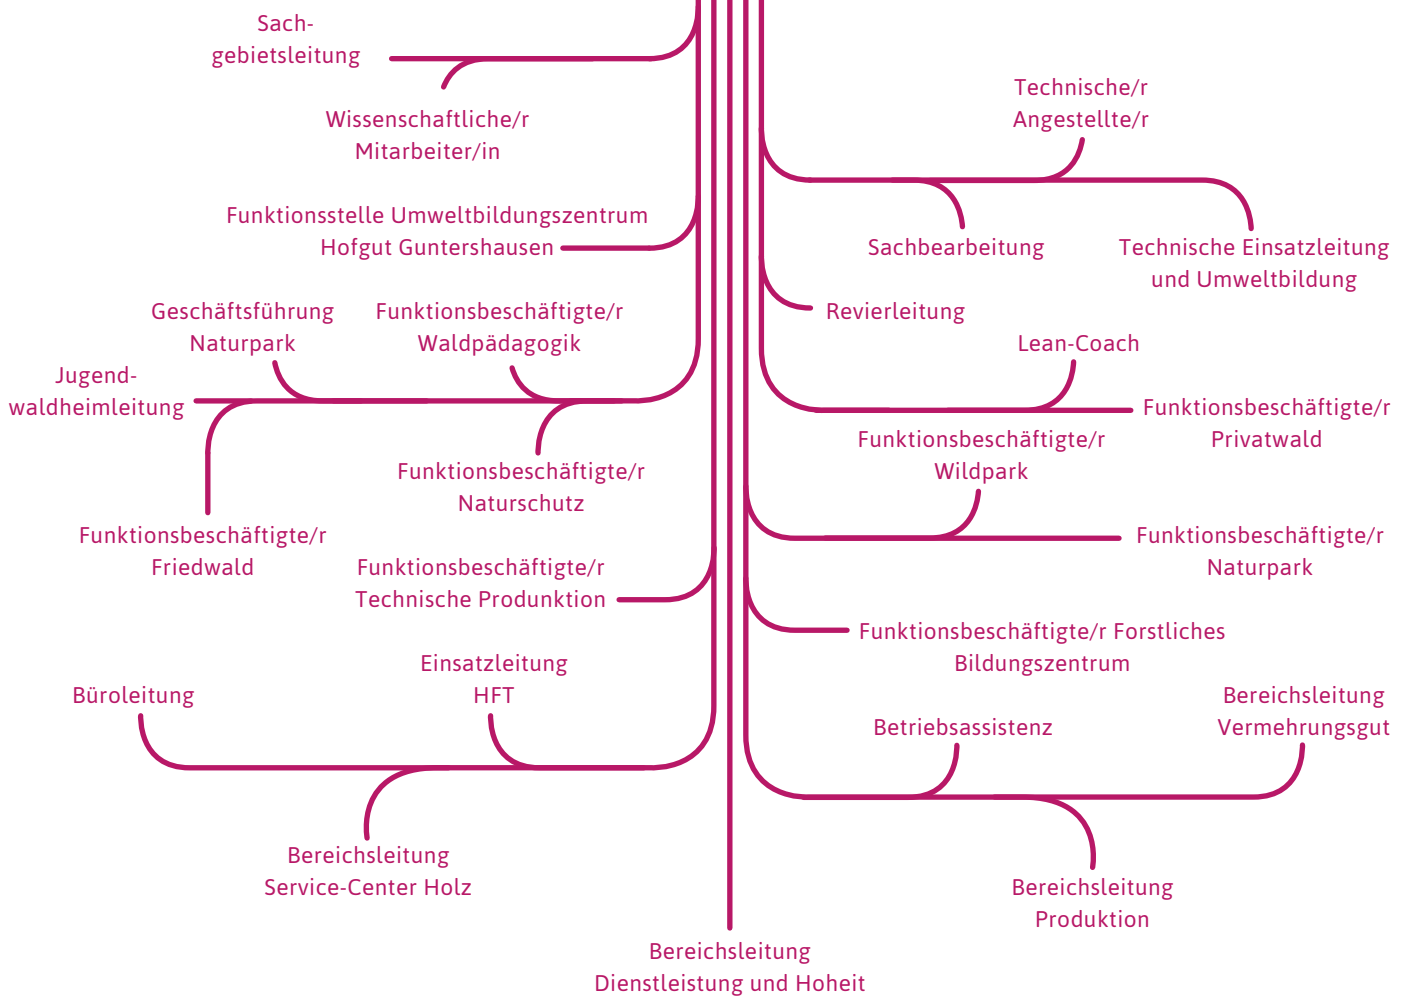 Sach-
gebietsleitung
Wissenschaftliche/r
Mitarbeiter/in
Funktionsstelle Umweltbildungszentrum
Hofgut Guntershausen
Geschäftsführung
Naturpark
Funktionsbeschäftigte/r
Waldpädagogik
Jugend-
waldheimleitung
Funktionsbeschäftigte/r
Naturschutz
Funktionsbeschäftigte/r
Friedwald
Funktionsbeschäftigte/r
Technische Produnktion
Einsatzleitung
HFT
Büroleitung
Bereichsleitung
Service-Center Holz
Technische/r
Angestellte/r
Sachbearbeitung
Technische Einsatzleitung
und Umweltbildung
Revierleitung
Lean-Coach
Funktionsbeschäftigte/r
Privatwald
Funktionsbeschäftigte/r
Wildpark
Funktionsbeschäftigte/r
Naturpark
Funktionsbeschäftigte/r Forstliches
Bildungszentrum
Betriebsassistenz
Bereichsleitung
Vermehrungsgut
Bereichsleitung
Produktion
Bereichsleitung
Dienstleistung und Hoheit